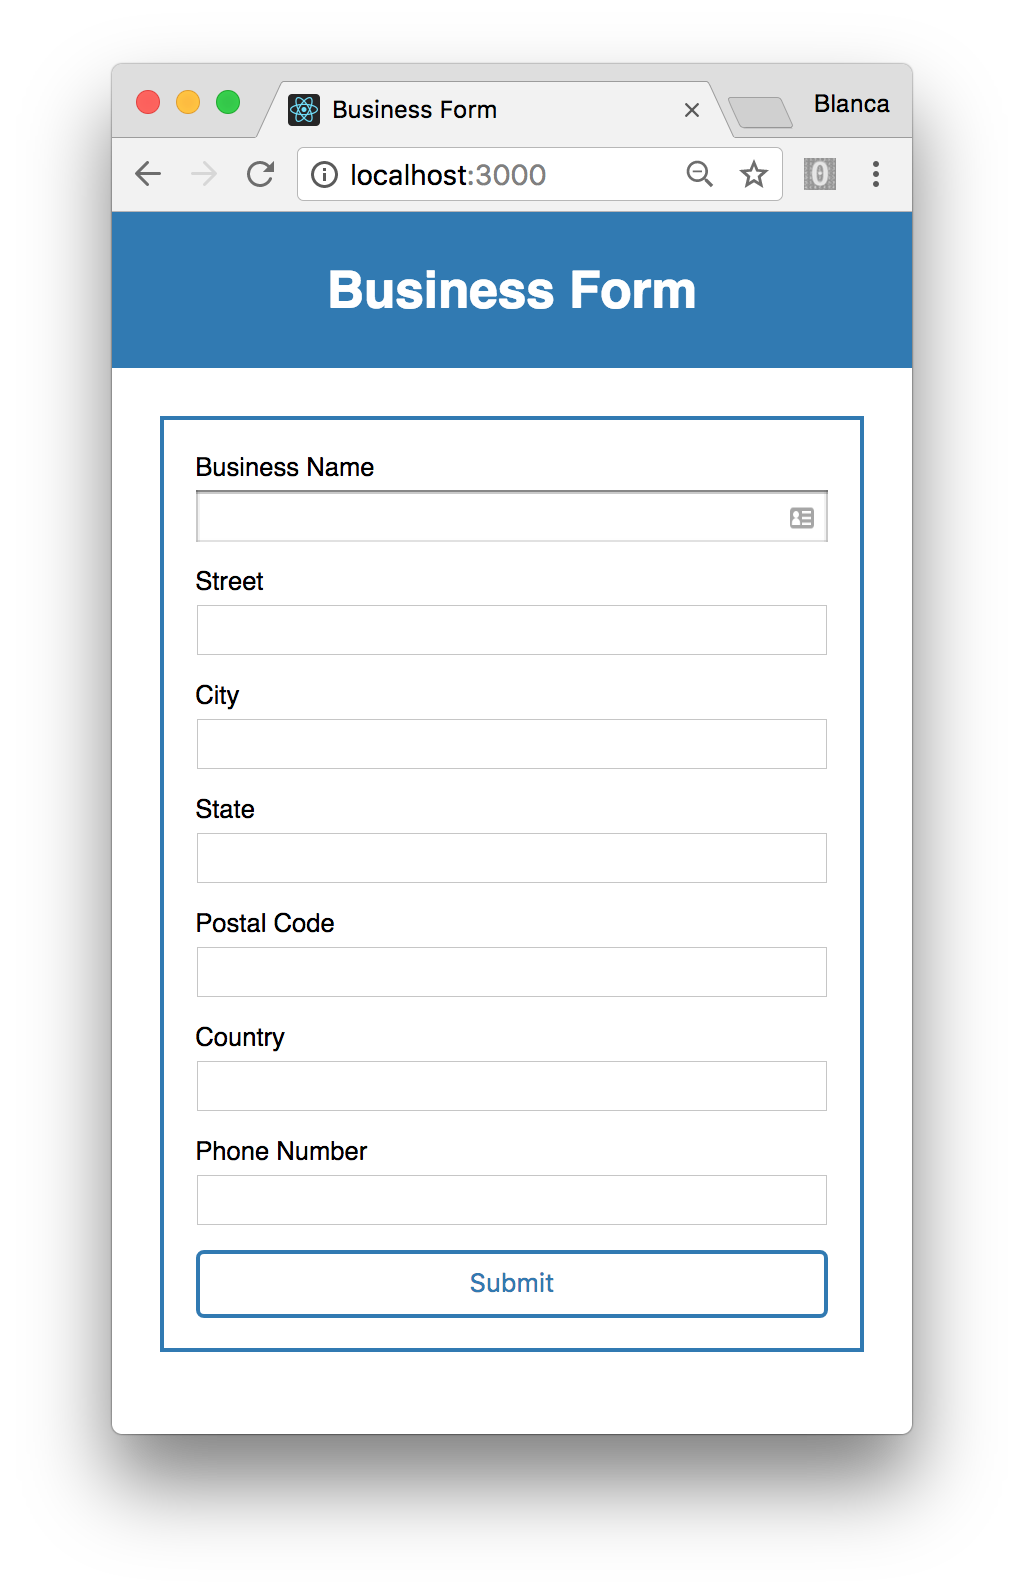 Business Form
Blanca
localhost:3000
0
Business Form
Business Name
Street
City
State
Postal Code
Country
Phone Number
Submit